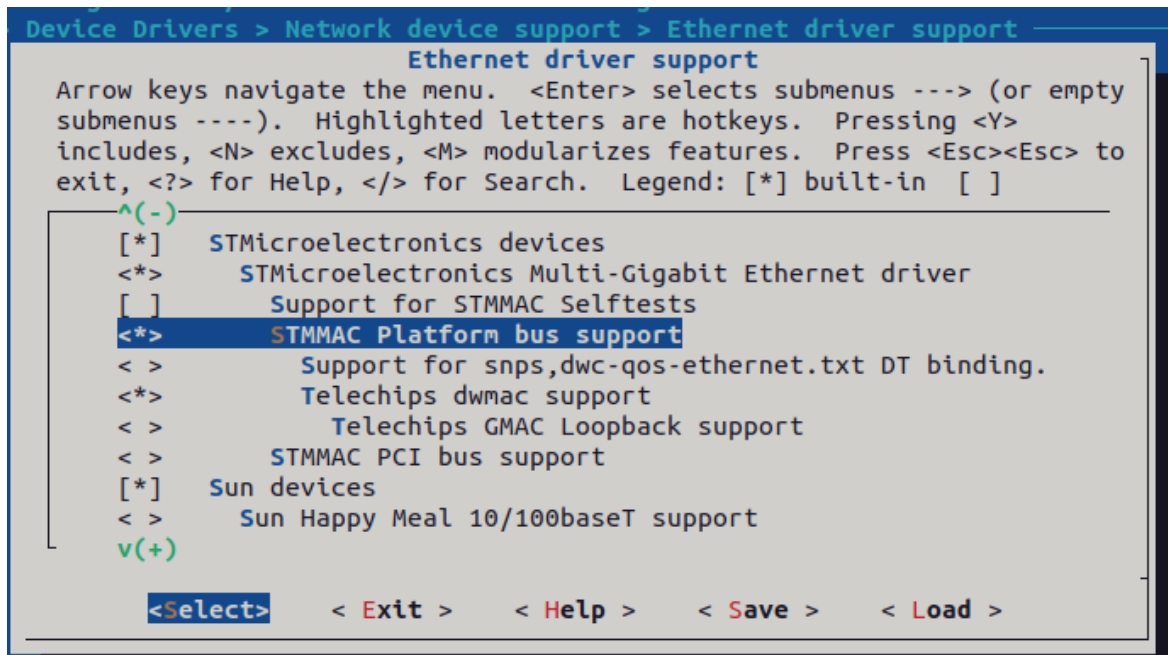 Device Drivers > Network device support > Ethernet driver support
Ethernet driver support
Arrow keys navigate the menu.  <Enter> selects submenus ---> (or empty
submenus ----).  Highlighted letters are hotkeys.  Pressing <Y>
includes, <N> excludes, <M> modularizes features.  Press <Esc><Esc> to
exit, <?> for Help, </> for Search.  Legend: [*] built-in  [ ]
^(-)
[*]   STMicroelectronics devices
<*>     STMicroelectronics Multi-Gigabit Ethernet driver
[ ]       Support for STMMAC Selftests
<*>       STMMAC Platform bus support
< >         Support for snps,dwc-qos-ethernet.txt DT binding.
<*>         Telechips dwmac support
< >           Telechips GMAC Loopback support
< >       STMMAC PCI bus support
[*]   Sun devices
< >     Sun Happy Meal 10/100baseT support
v(+)
<Select>    < Exit >    < Help >    < Save >    < Load >